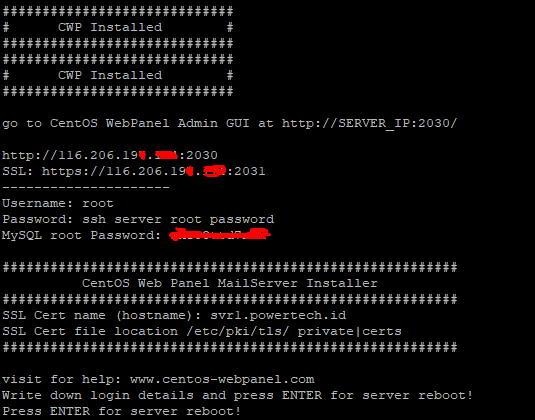 #############################
#      CWP Installed        #
#############################
#############################
#      CWP Installed        #
#############################
go to CentOS WebPanel Admin GUI at http://SERVER_IP:2030/
http://116.206.19 :2030
SSL: https://116.206.19 :2031
---------------------
Username: root
Password: ssh server root password
MySQL root Password:
#########################################################
CentOS Web Panel MailServer Installer
#########################################################
SSL Cert name (hostname): svr1.powertech.id
SSL Cert file location /etc/pki/tls/ private|certs
#########################################################
visit for help: www.centos-webpanel.com
Write down login details and press ENTER for server reboot!
Press ENTER for server reboot!